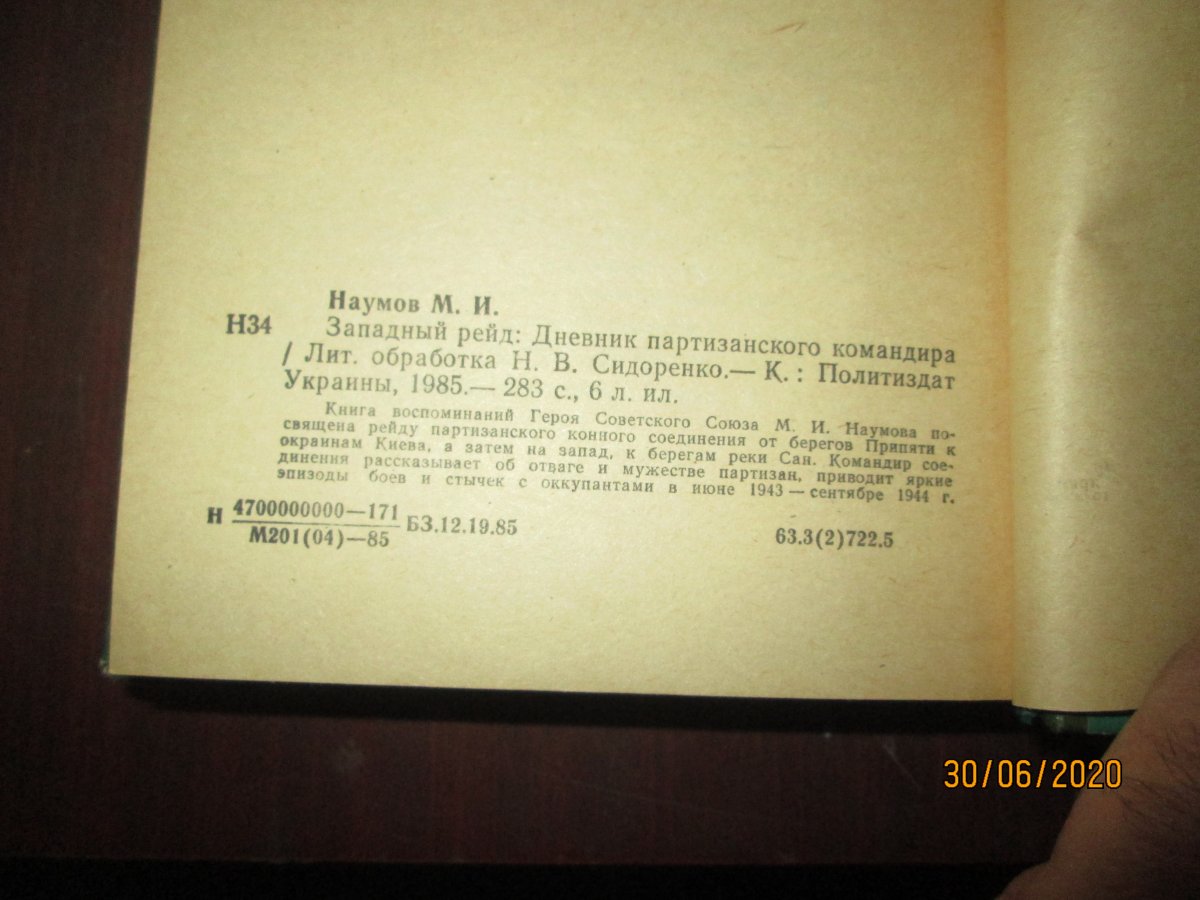 Наумов М. И.
Н34 Западный рейд: Дневник партизанского командира
/ Лит. обработка Н. В. Сидоренко.— К. : Политиздат
Украины, 1985.— 283 с., 6 л. ил.
Книга воспоминаний Героя Советского Союза М. И. Наумова по-
священа рейду партизанского конного соединения от берегов Припяти к
окраинам Киева, а затем на запад, к берегам реки Сан. Командир сое-
динения рассказывает об отваге и мужестве партизан, приводит яркие
эпизоды боев и стычек с оккупантами в июне 1943 — сентябре 1944 г.
Н 4700000000—171 БЗ.12.19.85 63.3(2)722.5
М201(04)—85
30/06/2020